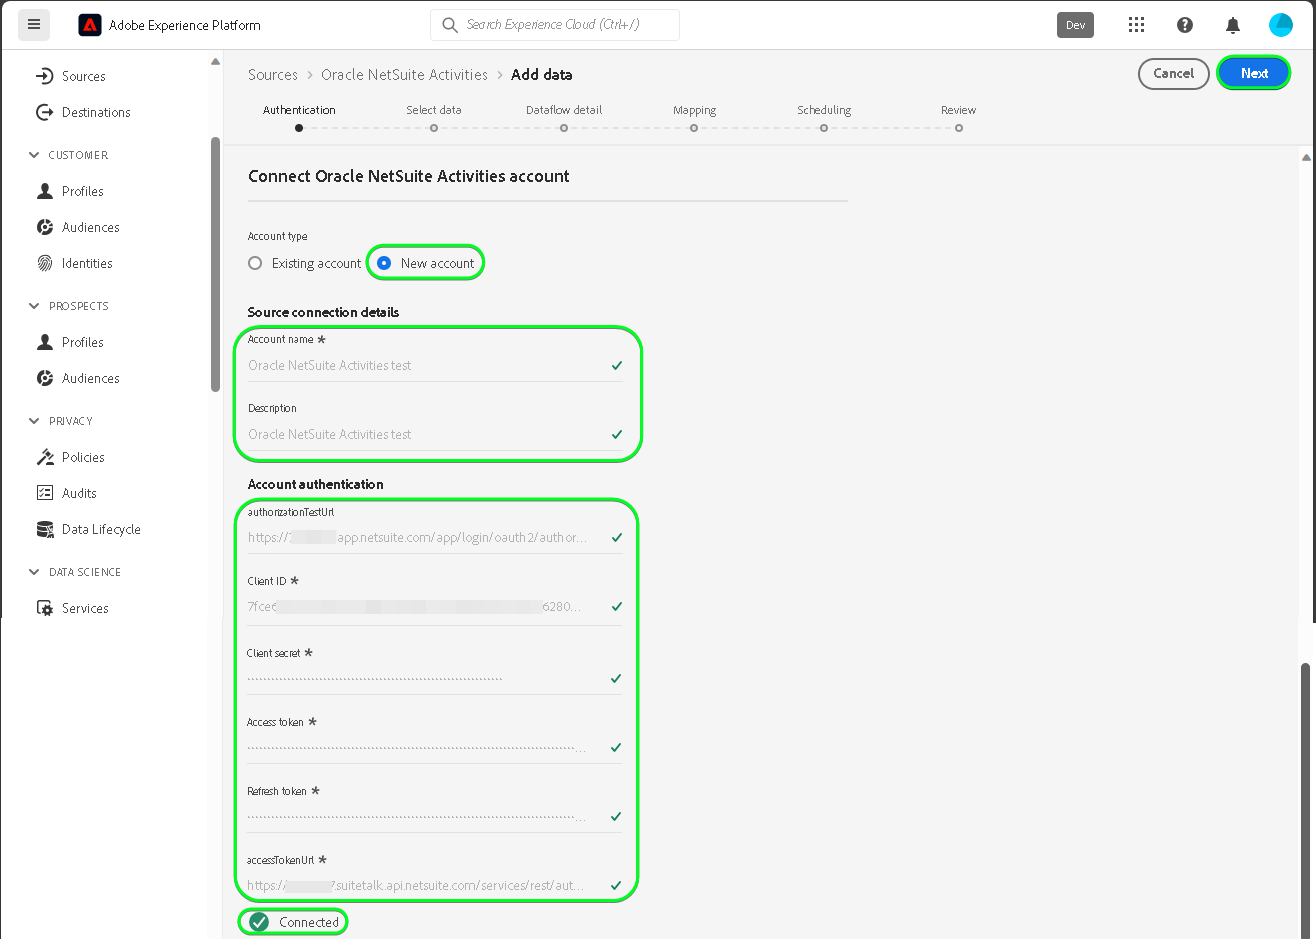 Adobe Experience Platform
Search Experience Cloud (Ctrl+/)
Dev
Sources
Destinations
CUSTOMER
Profiles
Audiences
Identities
PROSPECTS
Profiles
Audiences
PRIVACY
Policies
Audits
Data Lifecycle
DATA SCIENCE
Services
Sources > Oracle NetSuite Activities > Add data
Cancel
Next
Authentication
Select data
Dataflow detail
Mapping
Scheduling
Review
Connect Oracle NetSuite Activities account
Account type
Existing account
New account
Source connection details
Account name *
Oracle NetSuite Activities test
Description
Oracle NetSuite Activities test
Account authentication
authorizationTestUrl
https:// app.netsuite.com/app/login/oauth2/author...
Client ID *
7fce6 6280...
Client secret *
Access token *
Refresh token *
accessTokenUrl *
https:// .suitetalk.api.netsuite.com/services/rest/aut...
Connected